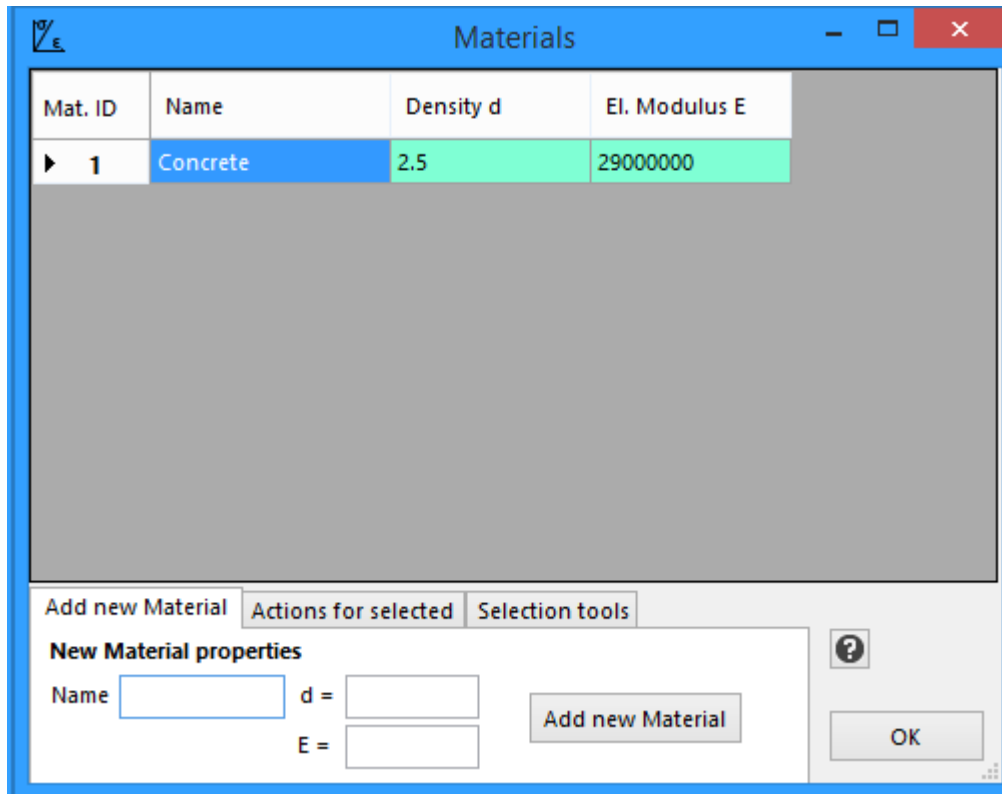 σ/ε
Materials
Mat. ID Name Density d El. Modulus E
1 Concrete 2.5 29000000
Add new Material Actions for selected Selection tools
New Material properties
Name d =
E =
Add new Material
?
OK